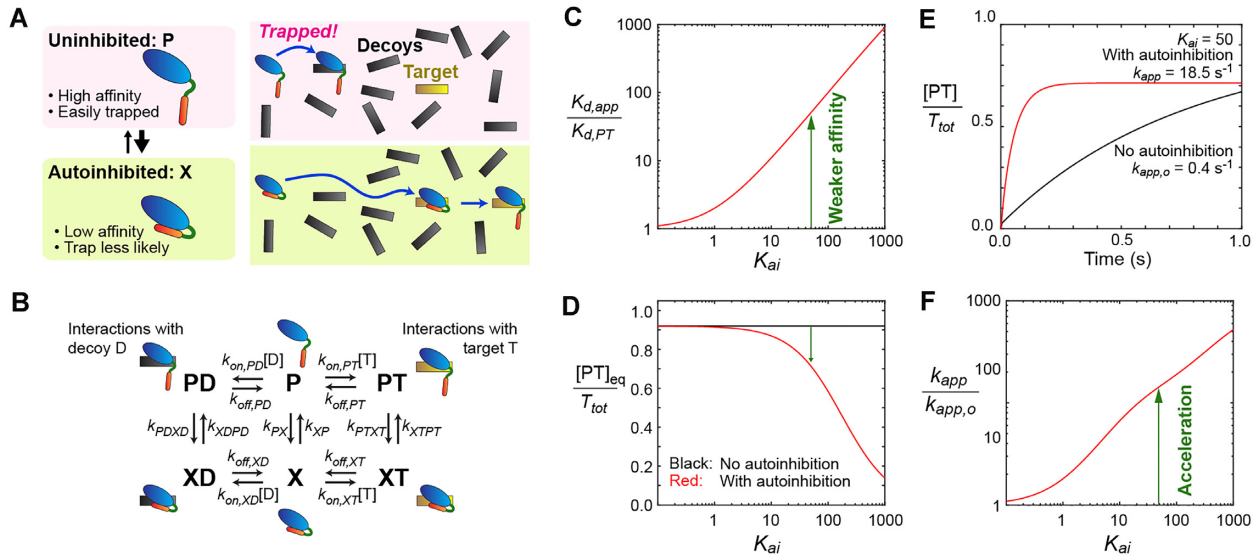 A
Uninhibited: P
• High affinity
• Easily trapped
Autoinhibited: X
• Low affinity
• Trap less likely
Trapped!
Decoys
Target
B
Interactions with
decoy D
Interactions with
target T
k_on,PD[D]
k_on,PT[T]
PD
P
PT
k_off,PD
k_off,PT
k_PDXD
k_XDPD
k_PX
k_XP
k_PTXT
k_XTPT
k_off,XD
k_off,XT
XD
X
XT
k_on,XD[D]
k_on,XT[T]
C
1000
100
10
1
K_d,app
K_d,PT
Weaker affinity
1
10
100
1000
K_ai
D
1.0
0.8
0.6
0.4
0.2
0.0
[PT]_eq
T_tot
Black: No autoinhibition
Red: With autoinhibition
1
10
100
1000
K_ai
E
1.0
0.5
0.0
[PT]
T_tot
K_ai = 50
With autoinhibition
k_app = 18.5 s⁻¹
No autoinhibition
k_app,o = 0.4 s⁻¹
0.0
0.5
1.0
Time (s)
F
1000
100
10
1
k_app
k_app,o
Acceleration
1
10
100
1000
K_ai